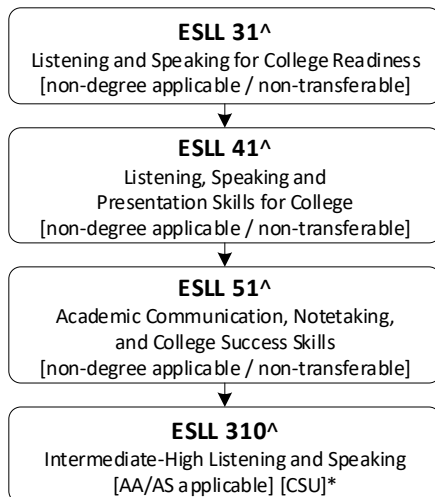 ESLL 31^
Listening and Speaking for College Readiness
[non-degree applicable / non-transferable]
ESLL 41^
Listening, Speaking and
Presentation Skills for College
[non-degree applicable / non-transferable]
ESLL 51^
Academic Communication, Notetaking,
and College Success Skills
[non-degree applicable / non-transferable]
ESLL 310^
Intermediate-High Listening and Speaking
[AA/AS applicable] [CSU]*